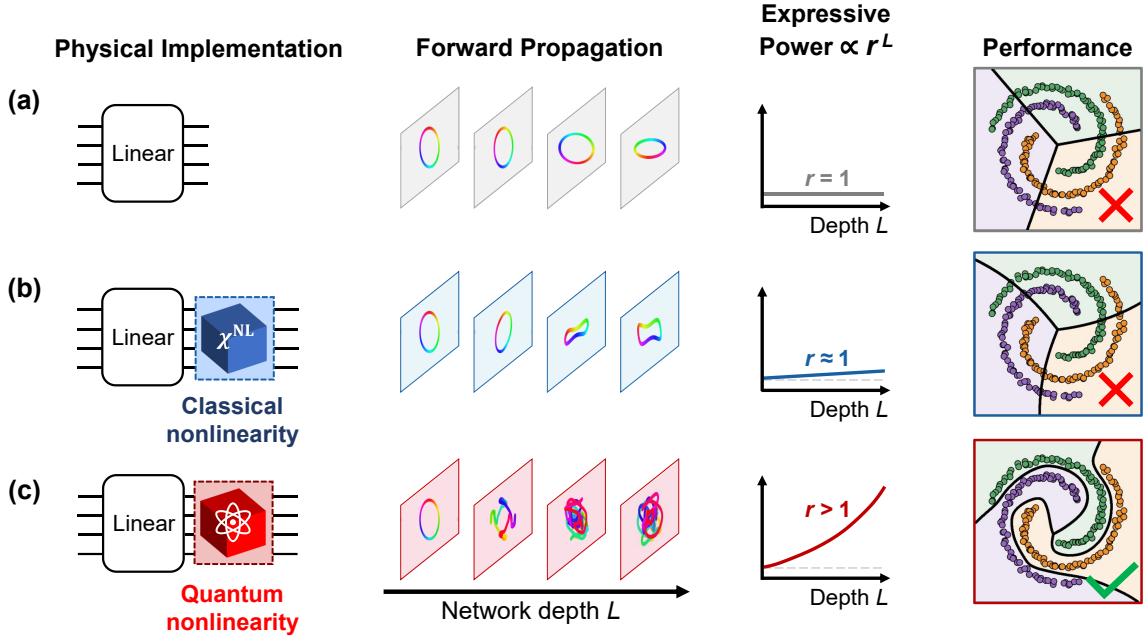 Physical Implementation
Forward Propagation
Expressive
Power ∝ r^L
Performance
(a)
Linear
r = 1
Depth L
(b)
Linear
χ^NL
Classical
nonlinearity
r ≈ 1
Depth L
(c)
Linear
Quantum
nonlinearity
Network depth L
r > 1
Depth L